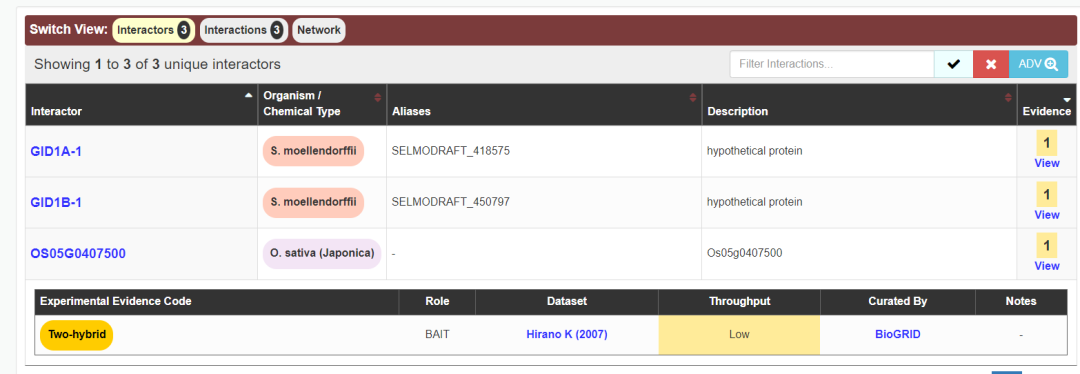 Switch View: Interactors 3 Interactions 3 Network
Showing 1 to 3 of 3 unique interactors
Filter Interactions...
ADV
Interactor Organism / Chemical Type Aliases Description Evidence
GID1A-1 S. moellendorffii SELMODRAFT_418575 hypothetical protein 1 View
GID1B-1 S. moellendorffii SELMODRAFT_450797 hypothetical protein 1 View
OS05G0407500 O. sativa (Japonica) - Os05g0407500 1 View
Experimental Evidence Code Role Dataset Throughput Curated By Notes
Two-hybrid BAIT Hirano K (2007) Low BioGRID -